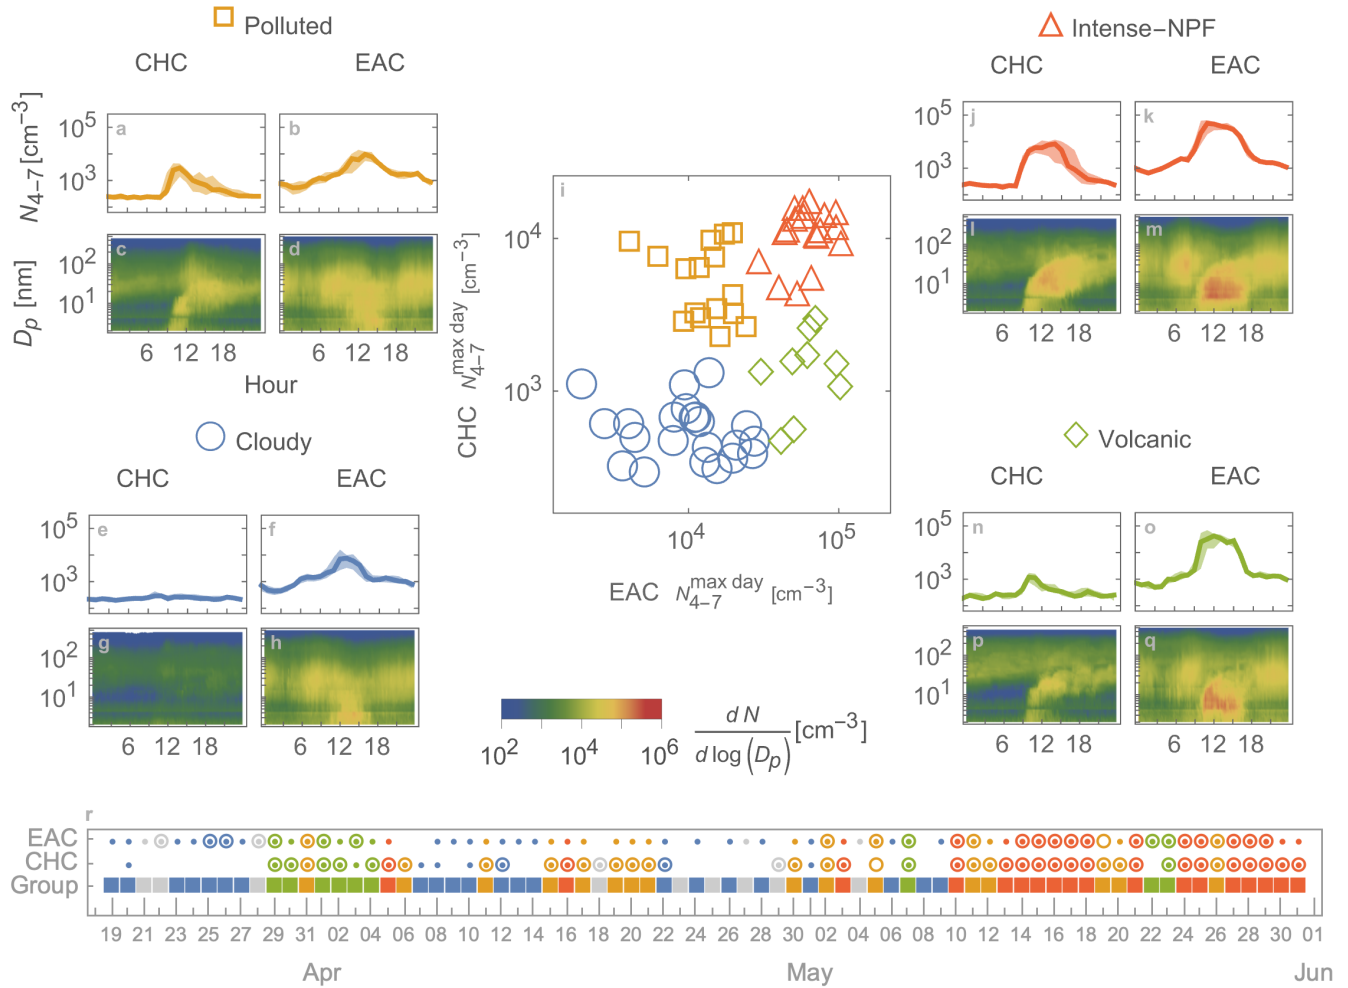 Polluted
CHC EAC
N4−7 [cm−3]
10^5
10^3
a
b
Dp [nm]
10^2
10^1
c
d
6 12 18 6 12 18
Hour
Intense−NPF
CHC EAC
10^5
10^3
j
k
10^2
10^1
l
m
6 12 18 6 12 18
i
CHC N4−7 max day [cm−3]
10^4
10^3
10^4 10^5
EAC N4−7 max day [cm−3]
Cloudy
CHC EAC
10^5
10^3
e
f
10^2
10^1
g
h
6 12 18 6 12 18
Volcanic
CHC EAC
10^5
10^3
n
o
10^2
10^1
p
q
6 12 18 6 12 18
10^2 10^4 10^6
dN
d log (Dp)
[cm−3]
r
EAC
CHC
Group
19 21 23 25 27 29 31 02 04 06 08 10 12 14 16 18 20 22 24 26 28 30 02 04 06 08 10 12 14 16 18 20 22 24 26 28 30 01
Apr May Jun